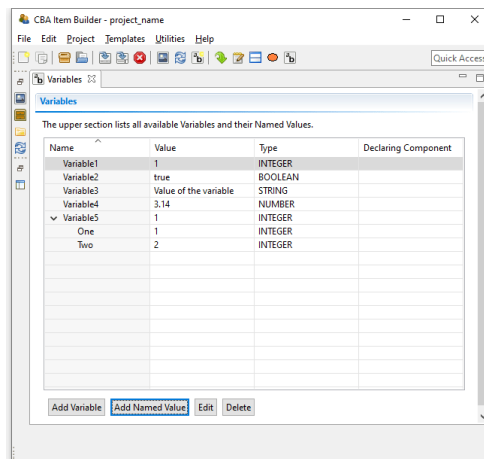 CBA Item Builder - project_name
File Edit Project Templates Utilities Help
Quick Access
Variables
Variables
The upper section lists all available Variables and their Named Values.
Name Value Type Declaring Component
Variable1 1 INTEGER
Variable2 true BOOLEAN
Variable3 Value of the variable STRING
Variable4 3.14 NUMBER
Variable5 1 INTEGER
One 1 INTEGER
Two 2 INTEGER
Add Variable Add Named Value Edit Delete